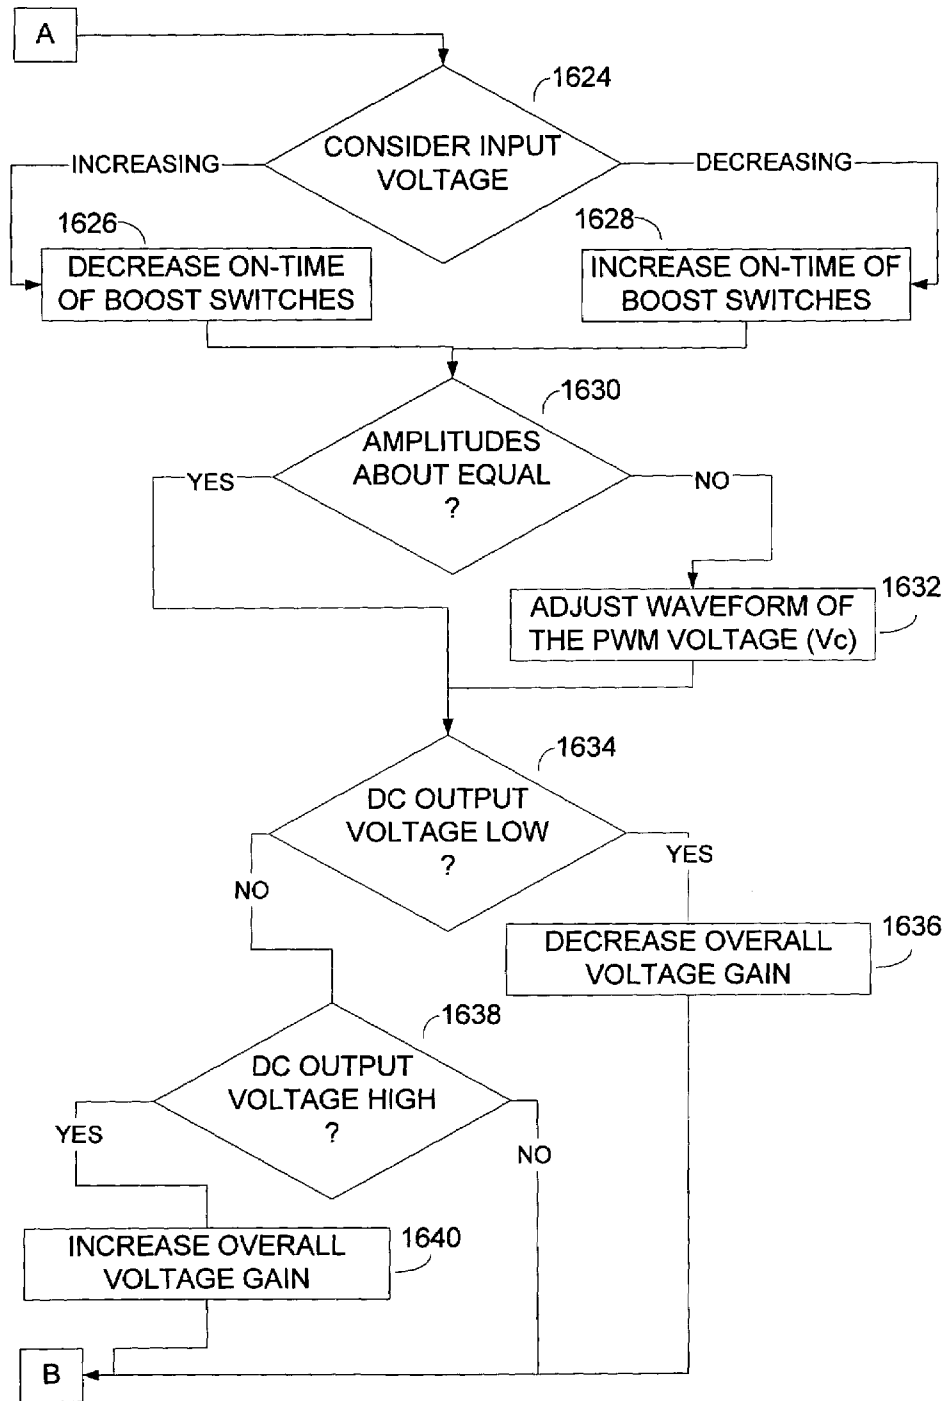 A
1624
CONSIDER INPUT
VOLTAGE
INCREASING
DECREASING
1626
DECREASE ON-TIME
OF BOOST SWITCHES
1628
INCREASE ON-TIME OF
BOOST SWITCHES
1630
AMPLITUDES
ABOUT EQUAL
?
YES
NO
1632
ADJUST WAVEFORM OF
THE PWM VOLTAGE (Vc)
1634
DC OUTPUT
VOLTAGE LOW
?
NO
YES
1636
DECREASE OVERALL
VOLTAGE GAIN
1638
DC OUTPUT
VOLTAGE HIGH
?
YES
NO
1640
INCREASE OVERALL
VOLTAGE GAIN
B